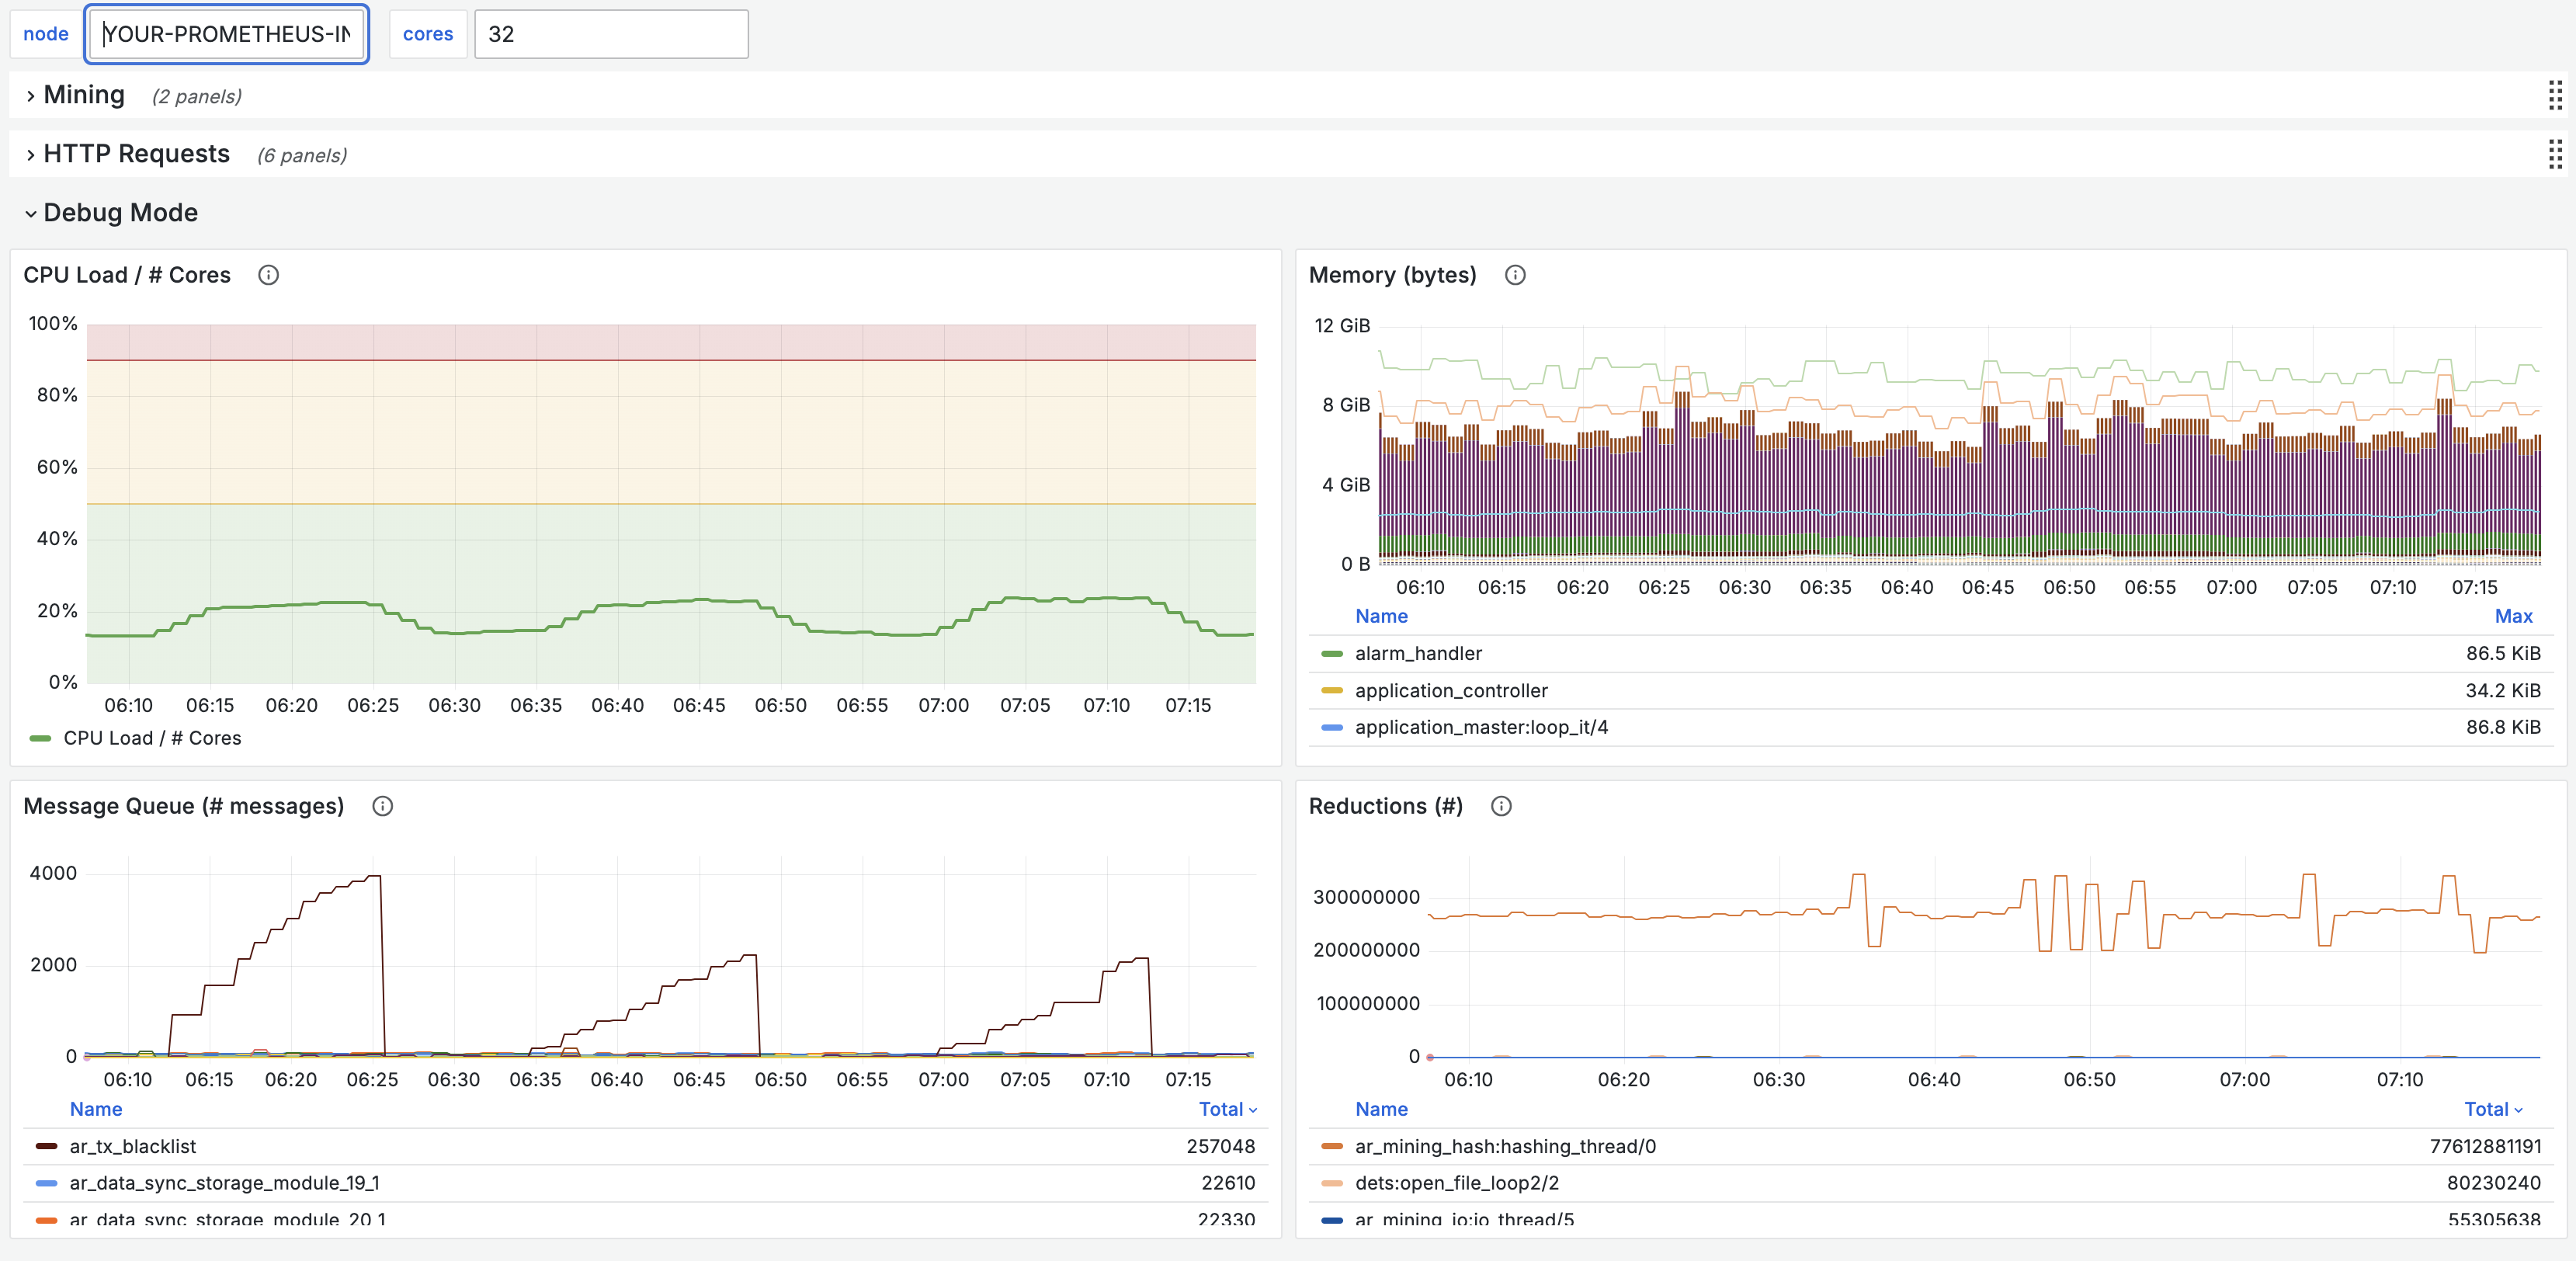 node YOUR-PROMETHEUS-IN cores 32
Mining (2 panels)
HTTP Requests (6 panels)
Debug Mode
CPU Load / # Cores
100%
80%
60%
40%
20%
0%
06:10 06:15 06:20 06:25 06:30 06:35 06:40 06:45 06:50 06:55 07:00 07:05 07:10 07:15
CPU Load / # Cores
Memory (bytes)
12 GiB
8 GiB
4 GiB
0 B
06:10 06:15 06:20 06:25 06:30 06:35 06:40 06:45 06:50 06:55 07:00 07:05 07:10 07:15
Name Max
alarm_handler 86.5 KiB
application_controller 34.2 KiB
application_master:loop_it/4 86.8 KiB
Message Queue (# messages)
4000
2000
0
06:10 06:15 06:20 06:25 06:30 06:35 06:40 06:45 06:50 06:55 07:00 07:05 07:10 07:15
Name Total
ar_tx_blacklist 257048
ar_data_sync_storage_module_19_1 22610
ar_data_sync_storage_module_20_1 22330
Reductions (#)
300000000
200000000
100000000
0
06:10 06:20 06:30 06:40 06:50 07:00 07:10
Name Total
ar_mining_hash:hashing_thread/0 77612881191
dets:open_file_loop2/2 80230240
ar_mining_io:io_thread/5 55305638